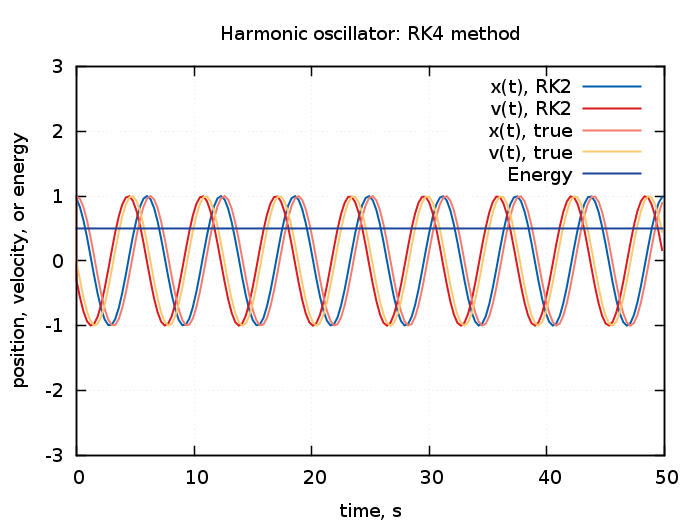 Harmonic oscillator: RK4 method
x(t), RK2
v(t), RK2
x(t), true
v(t), true
Energy
position, velocity, or energy
3
2
1
0
-1
-2
-3
0 10 20 30 40 50
time, s